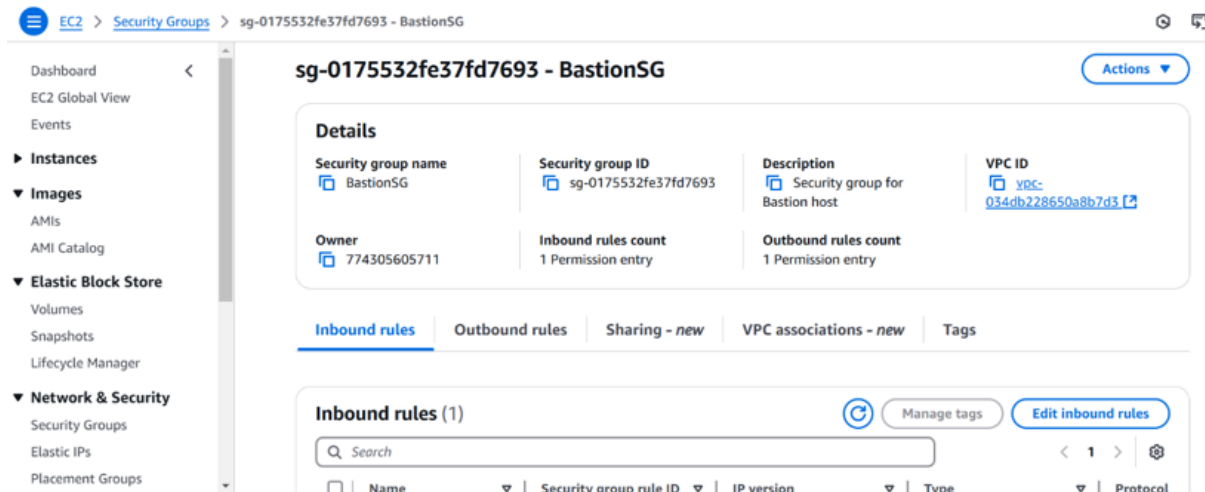 EC2 > Security Groups > sg-0175532fe37fd7693 - BastionSG
Dashboard
EC2 Global View
Events
Instances
Images
AMIs
AMI Catalog
Elastic Block Store
Volumes
Snapshots
Lifecycle Manager
Network & Security
Security Groups
Elastic IPs
Placement Groups
sg-0175532fe37fd7693 - BastionSG
Actions
Details
Security group name
BastionSG
Security group ID
sg-0175532fe37fd7693
Description
Security group for
Bastion host
VPC ID
vpc-
034db228650a8b7d3
Owner
774305605711
Inbound rules count
1 Permission entry
Outbound rules count
1 Permission entry
Inbound rules Outbound rules Sharing - new VPC associations - new Tags
Inbound rules (1)
Manage tags Edit inbound rules
Search
< 1 >
Name Security group rule ID IP version Type Protocol